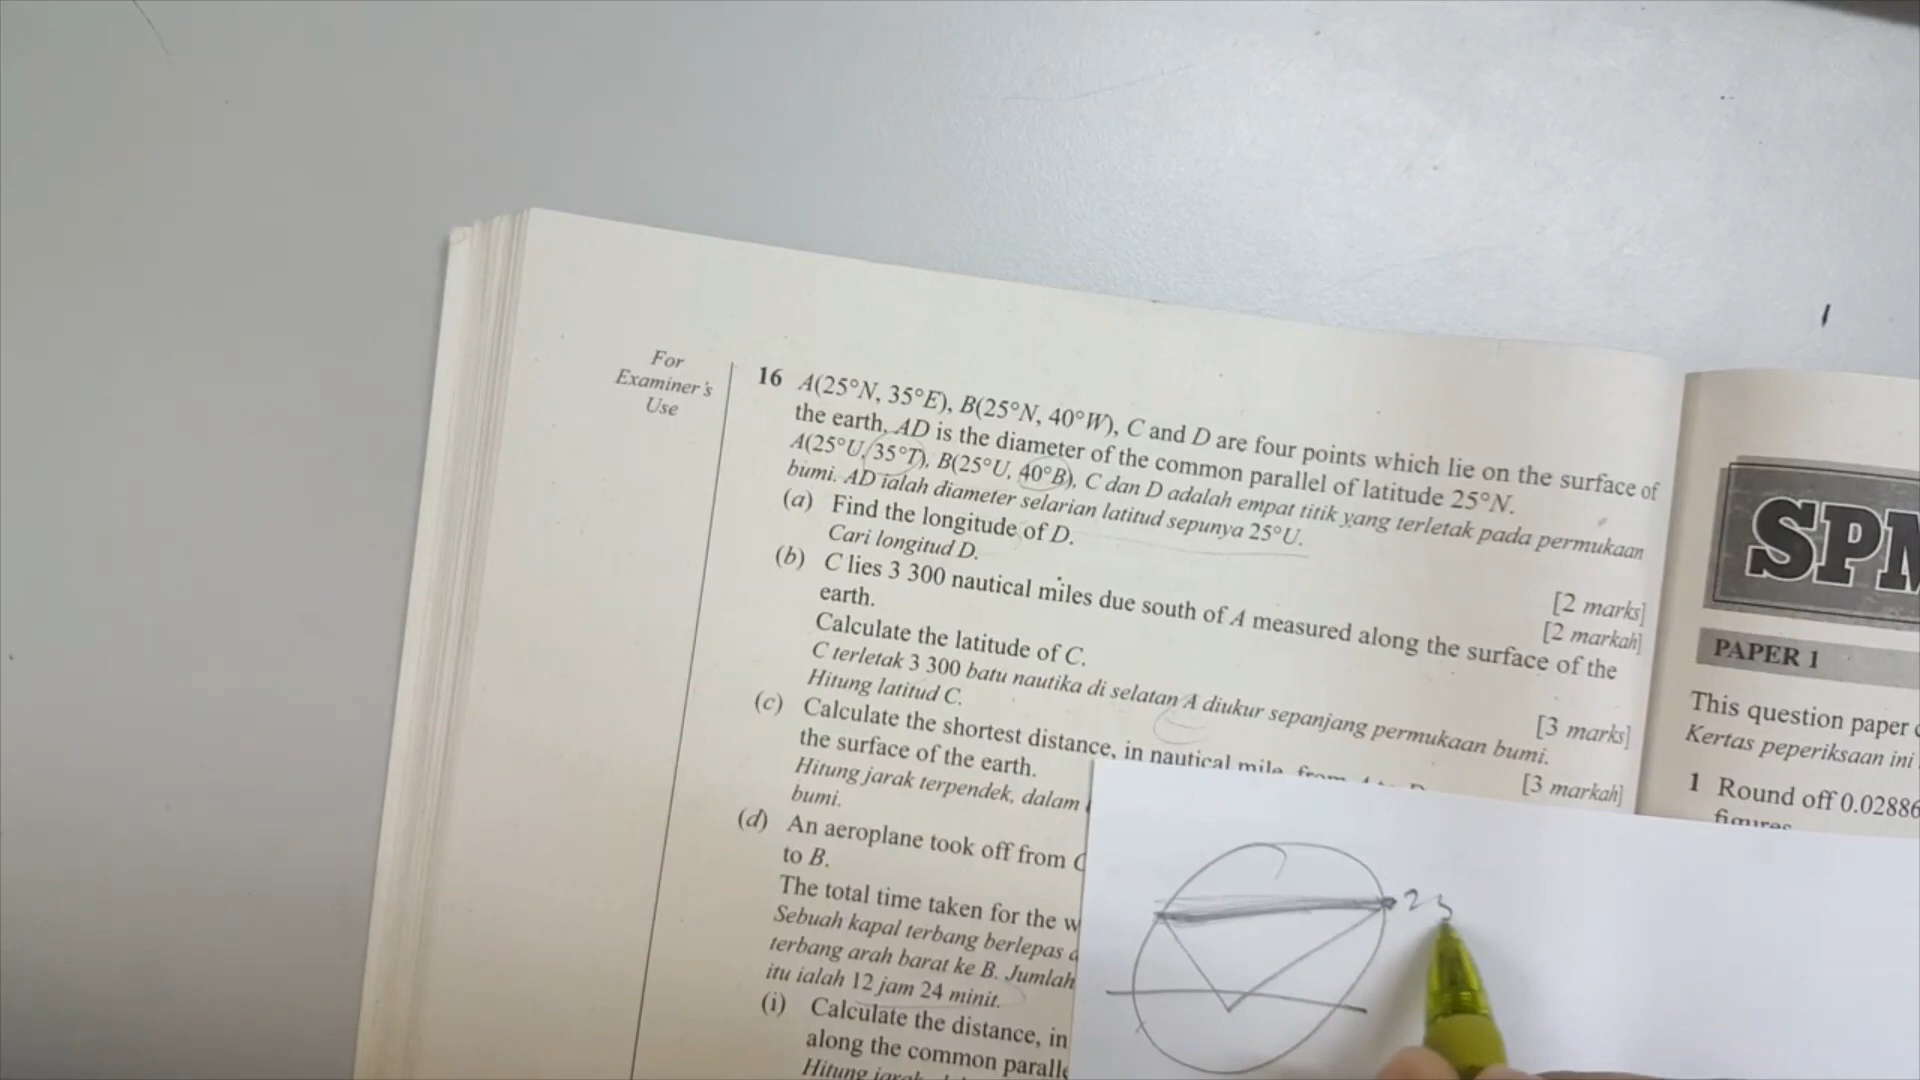 For
Examiner's
Use
16 A(25°N, 35°E), B(25°N, 40°W), C and D are four points which lie on the surface of
the earth. AD is the diameter of the common parallel of latitude 25°N.
A(25°U, 35°T), B(25°U, 40°B), C dan D adalah empat titik yang terletak pada permukaan
bumi. AD ialah diameter selarian latitud sepunya 25°U.
(a) Find the longitude of D.
Cari longitud D.
[2 marks]
[2 markah]
(b) C lies 3 300 nautical miles due south of A measured along the surface of the
earth.
Calculate the latitude of C.
C terletak 3 300 batu nautika di selatan A diukur sepanjang permukaan bumi.
Hitung latitud C.
[3 marks]
[3 markah]
(c) Calculate the shortest distance, in nautical mile, from
the surface of the earth.
Hitung jarak terpendek, dalam
bumi.
(d) An aeroplane took off from C
to B.
The total time taken for the w
Sebuah kapal terbang berlepas d
terbang arah barat ke B. Jumlah
itu ialah 12 jam 24 minit.
(i) Calculate the distance, in
along the common paralle
Hitung jarak
25
SPM
PAPER 1
This question paper c
Kertas peperiksaan ini
1 Round off 0.02886
figures